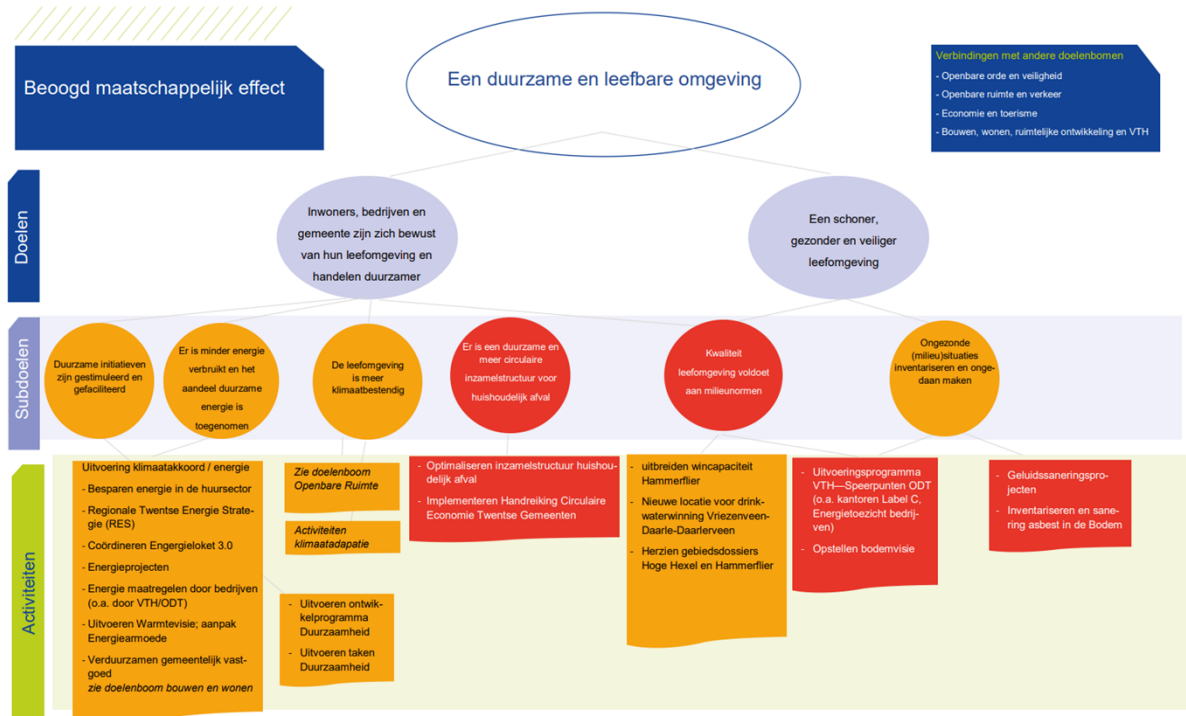 Beoogd maatschappelijk effect
Een duurzame en leefbare omgeving
Verbindingen met andere doelenbomen
- Openbare orde en veiligheid
- Openbare ruimte en verkeer
- Economie en toerisme
- Bouwen, wonen, ruimtelijke ontwikkeling en VTH
Doelen
Inwoners, bedrijven en
gemeente zijn zich bewust
van hun leefomgeving en
handelen duurzamer
Een schoner,
gezonder en veiliger
leefomgeving
Subdoelen
Duurzame initiatieven
zijn gestimuleerd en
gefaciliteerd
Er is minder energie
verbruikt en het
aandeel duurzame
energie is
toegenomen
De leefomgeving
is meer
klimaatbestendig
Er is een duurzame en
meer circulaire
inzamelstructuur voor
huishoudelijk afval
Kwaliteit
leefomgeving voldoet
aan milieunormen
Ongezonde
(milieu)situaties
inventariseren en onge-
daan maken
Activiteiten
Uitvoering klimaatakkoord / energie
- Besparen energie in de huursector
- Regionale Twentse Energie Strate-
gie (RES)
- Coördineren Engergieloket 3.0
- Energieprojecten
- Energie maatregelen door bedrijven
(o.a. door VTH/ODT)
- Uitvoeren Warmtevisie; aanpak
Energiearmoede
- Verduurzamen gemeentelijk vast-
goed
zie doelenboom bouwen en wonen
Zie doelenboom
Openbare Ruimte
Activiteiten
klimaatadapatie
- Uitvoeren ontwik-
kelprogramma
Duurzaamheid
- Uitvoeren taken
Duurzaamheid
- Optimaliseren inzamelstructuur huishou-
delijk afval
- Implementeren Handreiking Circulaire
Economie Twentse Gemeenten
- uitbreiden wincapaciteit
Hammerflier
- Nieuwe locatie voor drink-
waterwinning Vriezenveen-
Daarle-Daarlerveen
- Herzien gebiedsdossiers
Hoge Hexel en Hammerflier
- Uitvoeringsprogramma
VTH—Speerpunten ODT
(o.a. kantoren Label C,
Energietoezicht bedrij-
ven)
- Opstellen bodemvisie
- Geluidssaneringspro-
jecten
- Inventariseren en sane-
ring asbest in de Bodem